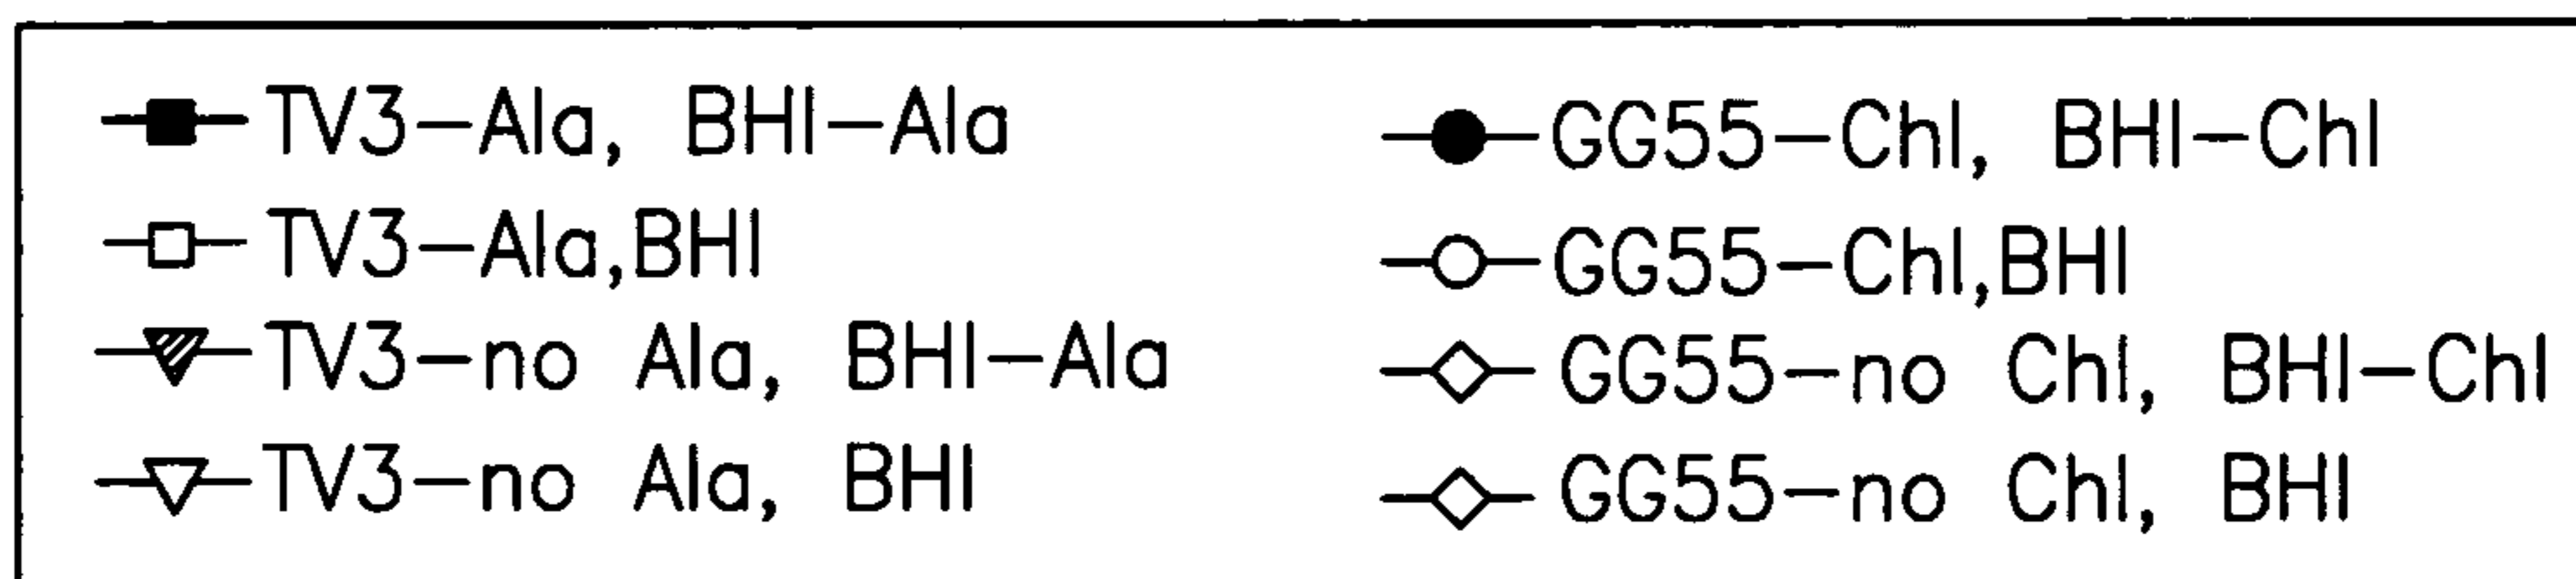 TV3-Ala, BHI-Ala
TV3-Ala,BHI
TV3-no Ala, BHI-Ala
TV3-no Ala, BHI
GG55-Chl, BHI-Chl
GG55-Chl,BHI
GG55-no Chl, BHI-Chl
GG55-no Chl, BHI